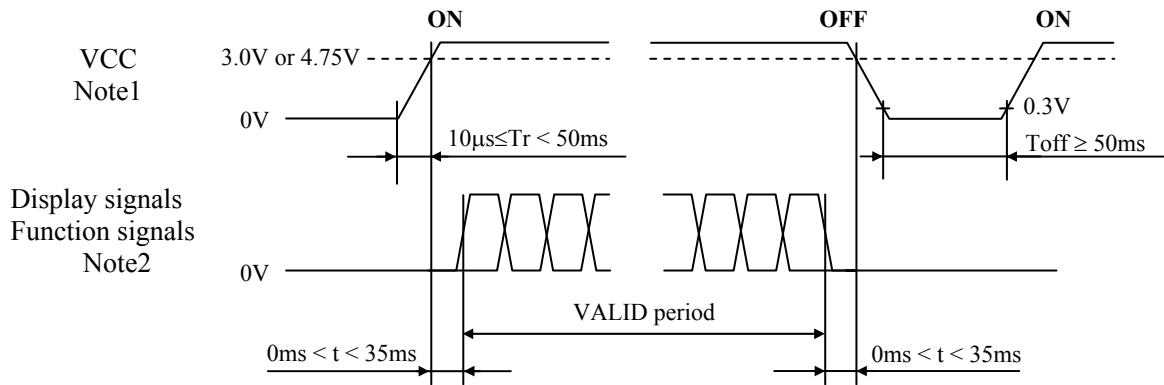 ON OFF ON
VCC
Note1
3.0V or 4.75V
0V
0.3V
10μs≤Tr < 50ms
Toff ≥ 50ms
Display signals
Function signals
Note2
0V
VALID period
0ms < t < 35ms
0ms < t < 35ms